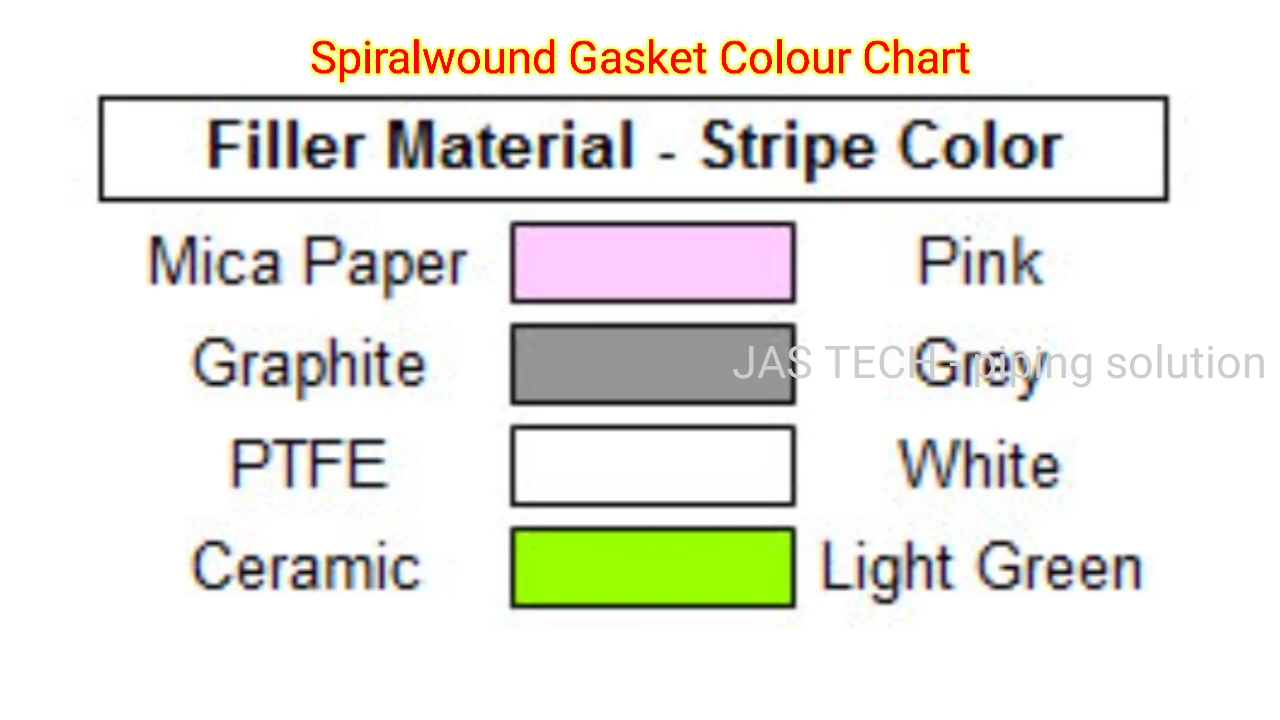 Spiralwound Gasket Colour Chart
Filler Material - Stripe Color
Mica Paper Pink
Graphite Grey
JAS TECH - piping solution
PTFE White
Ceramic Light Green